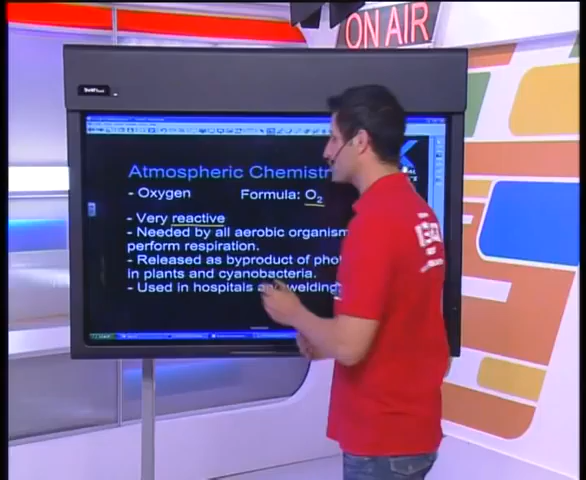 ON AIR
Atmospheric Chemistr
- Oxygen Formula: O₂
- Very reactive
- Needed by all aerobic organism
perform respiration.
- Released as byproduct of pho
in plants and cyanobacteria.
- Used in hospitals and welding